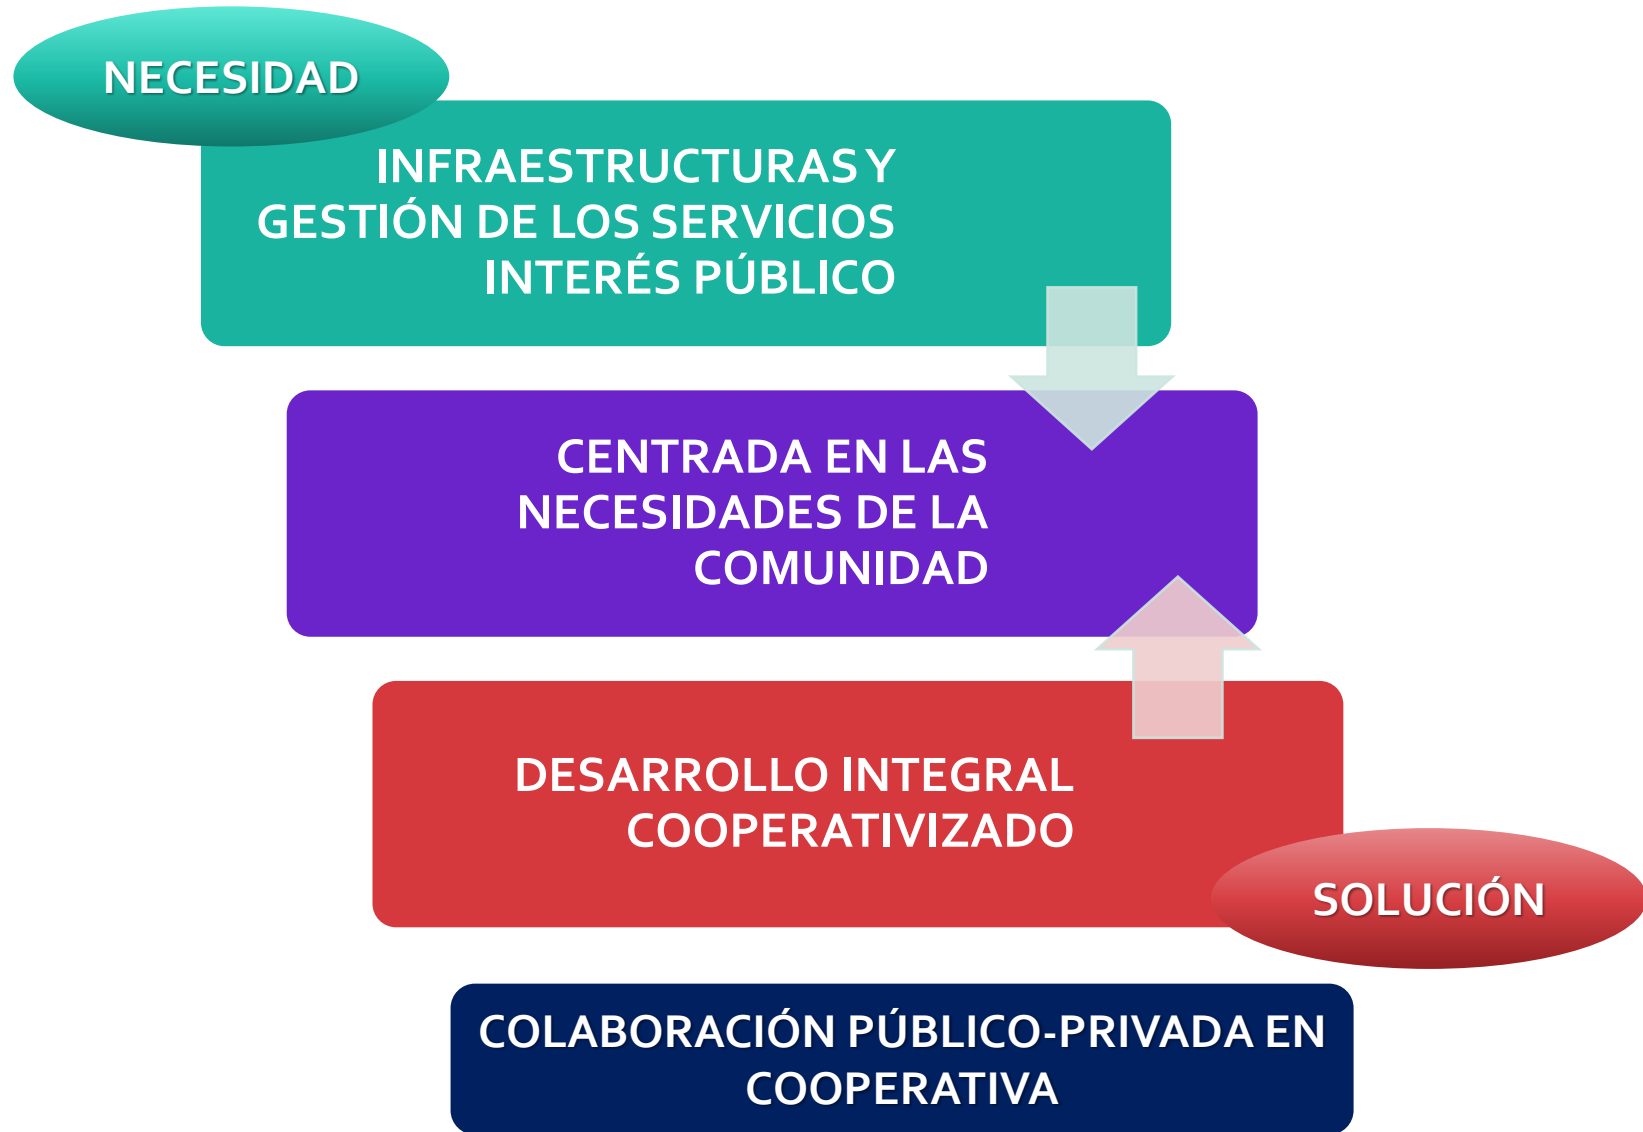 NECESIDAD
INFRAESTRUCTURAS Y
GESTIÓN DE LOS SERVICIOS
INTERÉS PÚBLICO
CENTRADA EN LAS
NECESIDADES DE LA
COMUNIDAD
DESARROLLO INTEGRAL
COOPERATIVIZADO
SOLUCIÓN
COLABORACIÓN PÚBLICO-PRIVADA EN
COOPERATIVA